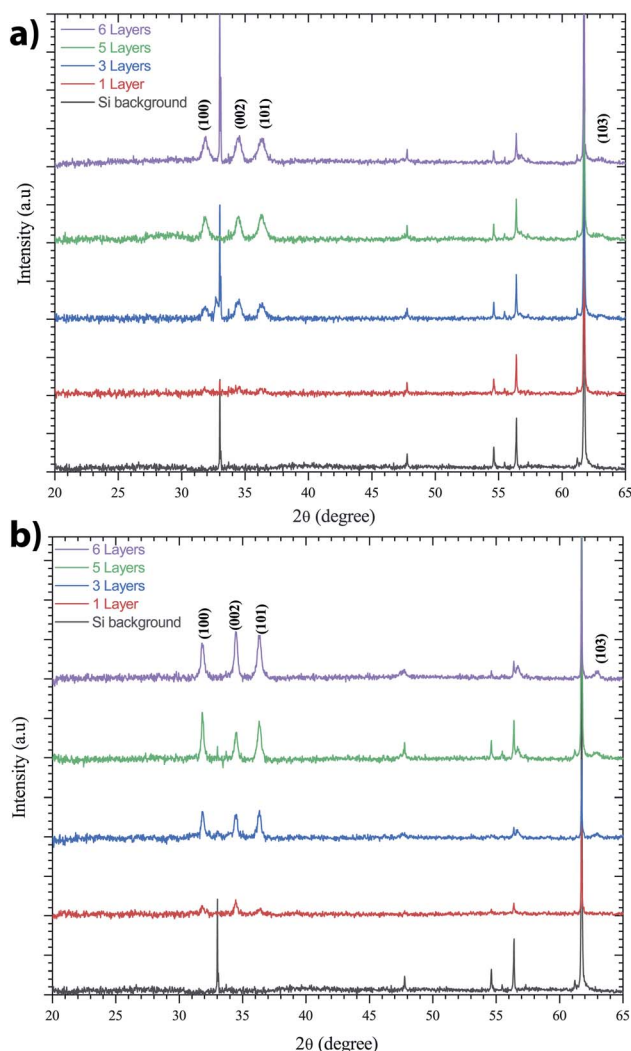 a)
6 Layers
5 Layers
3 Layers
1 Layer
Si background
(100)
(002)
(101)
(103)
Intensity (a.u)
20 25 30 35 40 45 50 55 60 65
2θ (degree)
b)
6 Layers
5 Layers
3 Layers
1 Layer
Si background
(100)
(002)
(101)
(103)
Intensity (a.u)
20 25 30 35 40 45 50 55 60 65
2θ (degree)